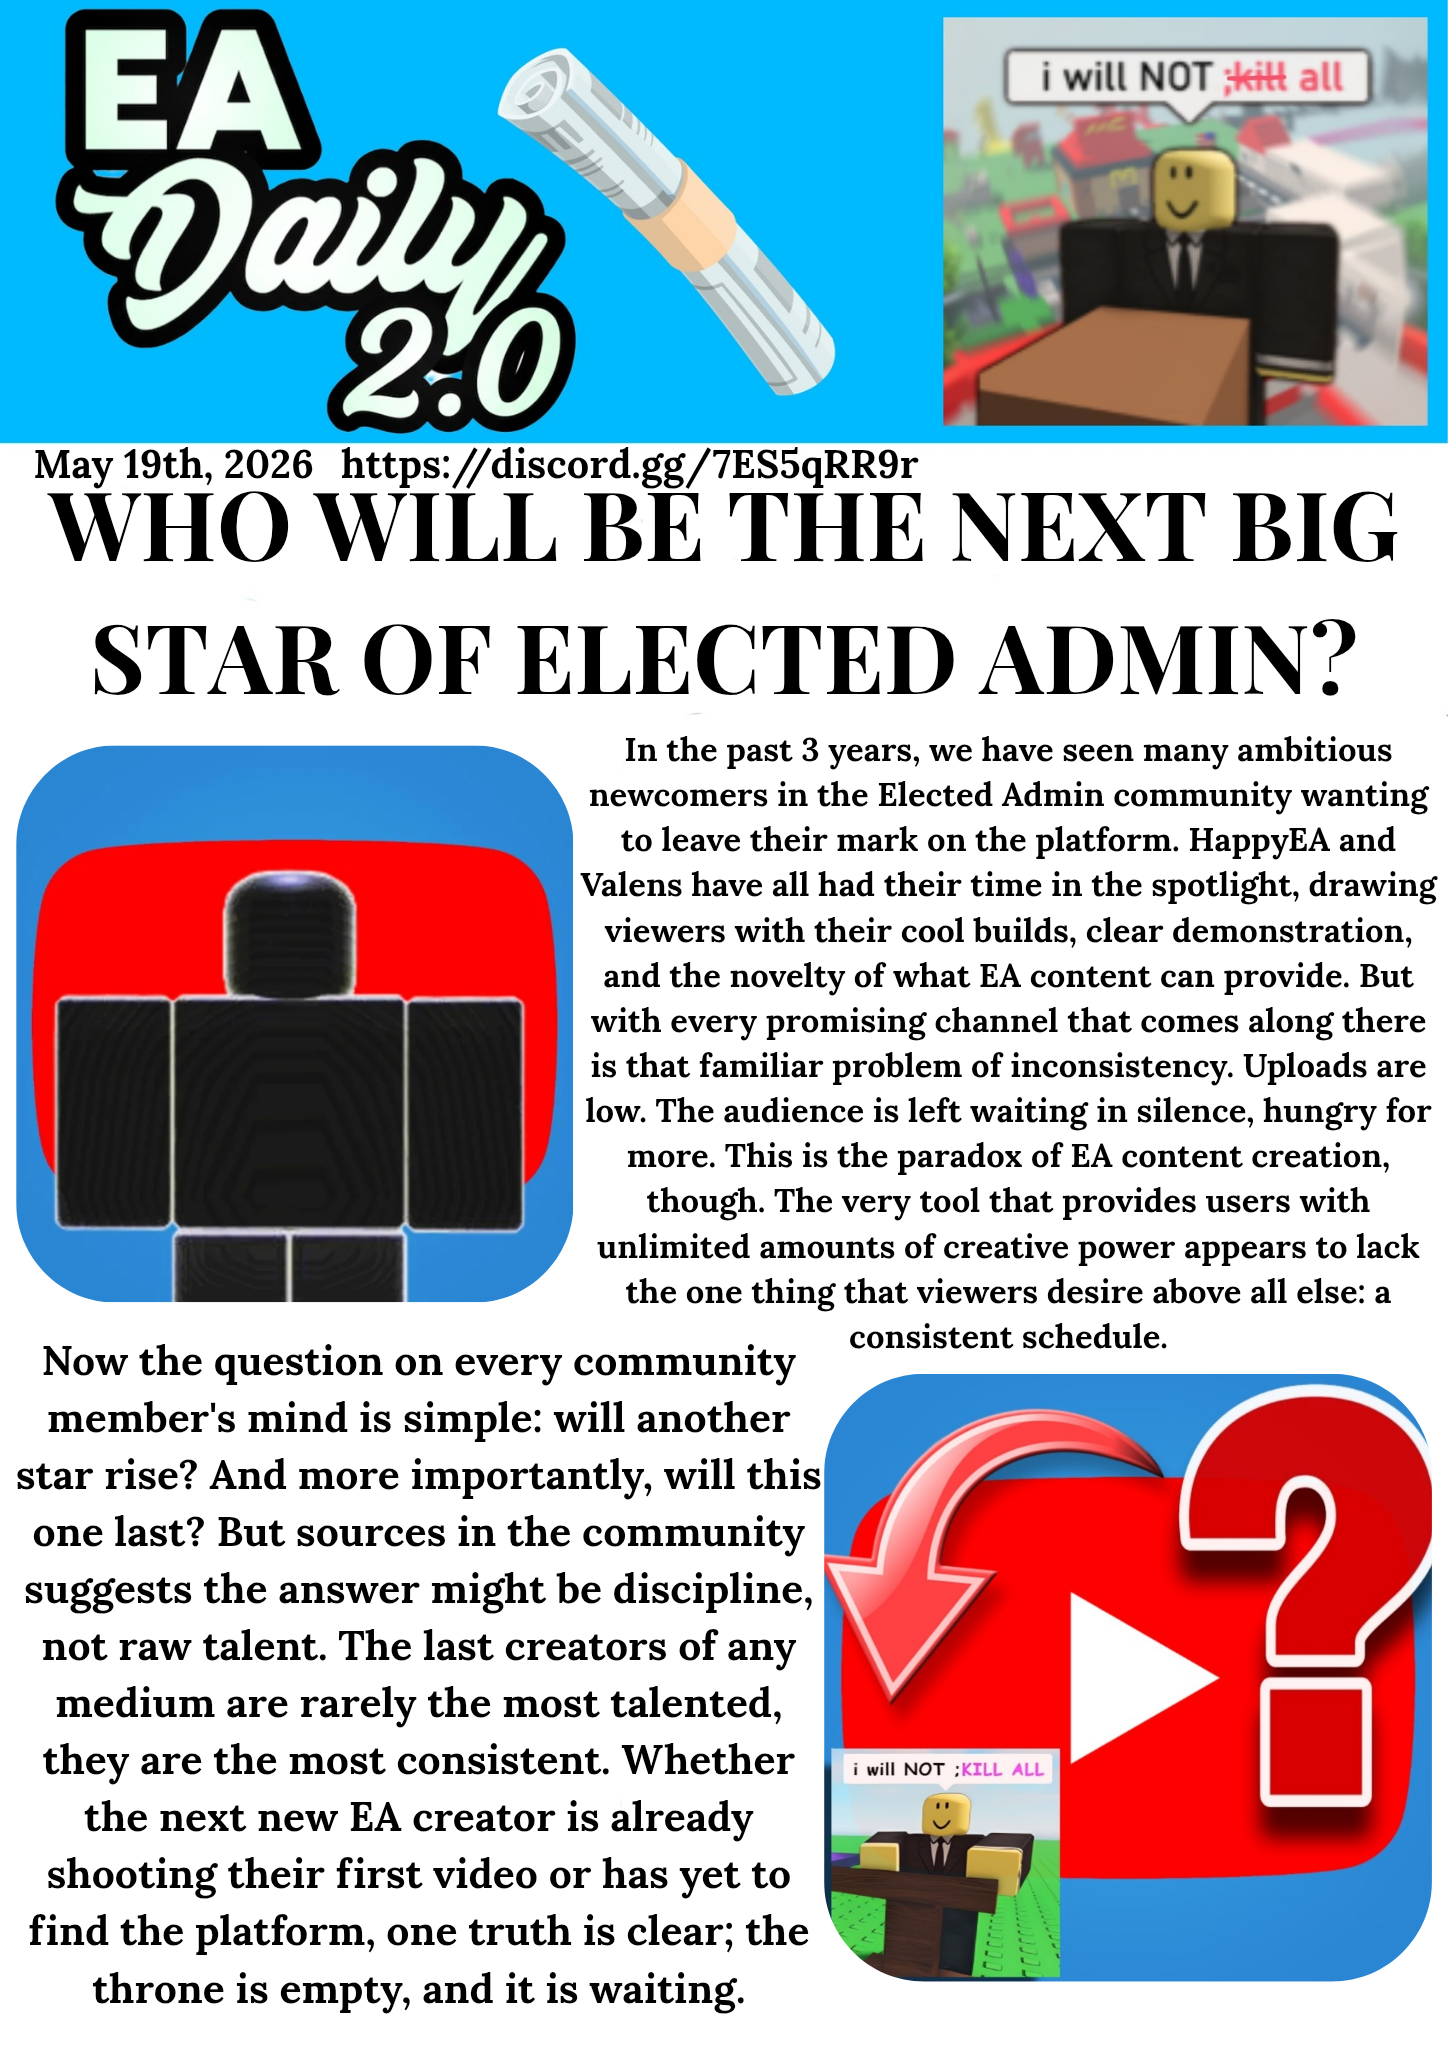 EA
Daily
2.0
i will NOT ;kill all
May 19th, 2026 https://discord.gg/7ES5qRR9r
WHO WILL BE THE NEXT BIG
STAR OF ELECTED ADMIN?
In the past 3 years, we have seen many ambitious
newcomers in the Elected Admin community wanting
to leave their mark on the platform. HappyEA and
Valens have all had their time in the spotlight, drawing
viewers with their cool builds, clear demonstration,
and the novelty of what EA content can provide. But
with every promising channel that comes along there
is that familiar problem of inconsistency. Uploads are
low. The audience is left waiting in silence, hungry for
more. This is the paradox of EA content creation,
though. The very tool that provides users with
unlimited amounts of creative power appears to lack
the one thing that viewers desire above all else: a
consistent schedule.
Now the question on every community
member's mind is simple: will another
star rise? And more importantly, will this
one last? But sources in the community
suggests the answer might be discipline,
not raw talent. The last creators of any
medium are rarely the most talented,
they are the most consistent. Whether
the next new EA creator is already
shooting their first video or has yet to
find the platform, one truth is clear; the
throne is empty, and it is waiting.
?
i will NOT ;KILL ALL